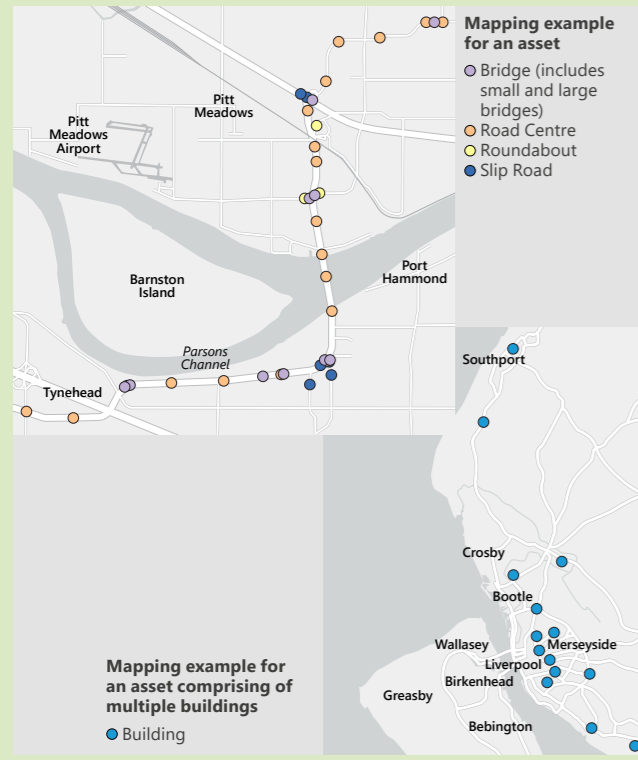 Mapping example
for an asset
Bridge (includes
small and large
bridges)
Road Centre
Roundabout
Slip Road
Pitt
Meadows
Pitt
Meadows
Airport
Barnston
Island
Port
Hammond
Parsons
Channel
Tynehead
Southport
Crosby
Bootle
Wallasey
Merseyside
Liverpool
Birkenhead
Greasby
Bebington
Mapping example for
an asset comprising of
multiple buildings
Building